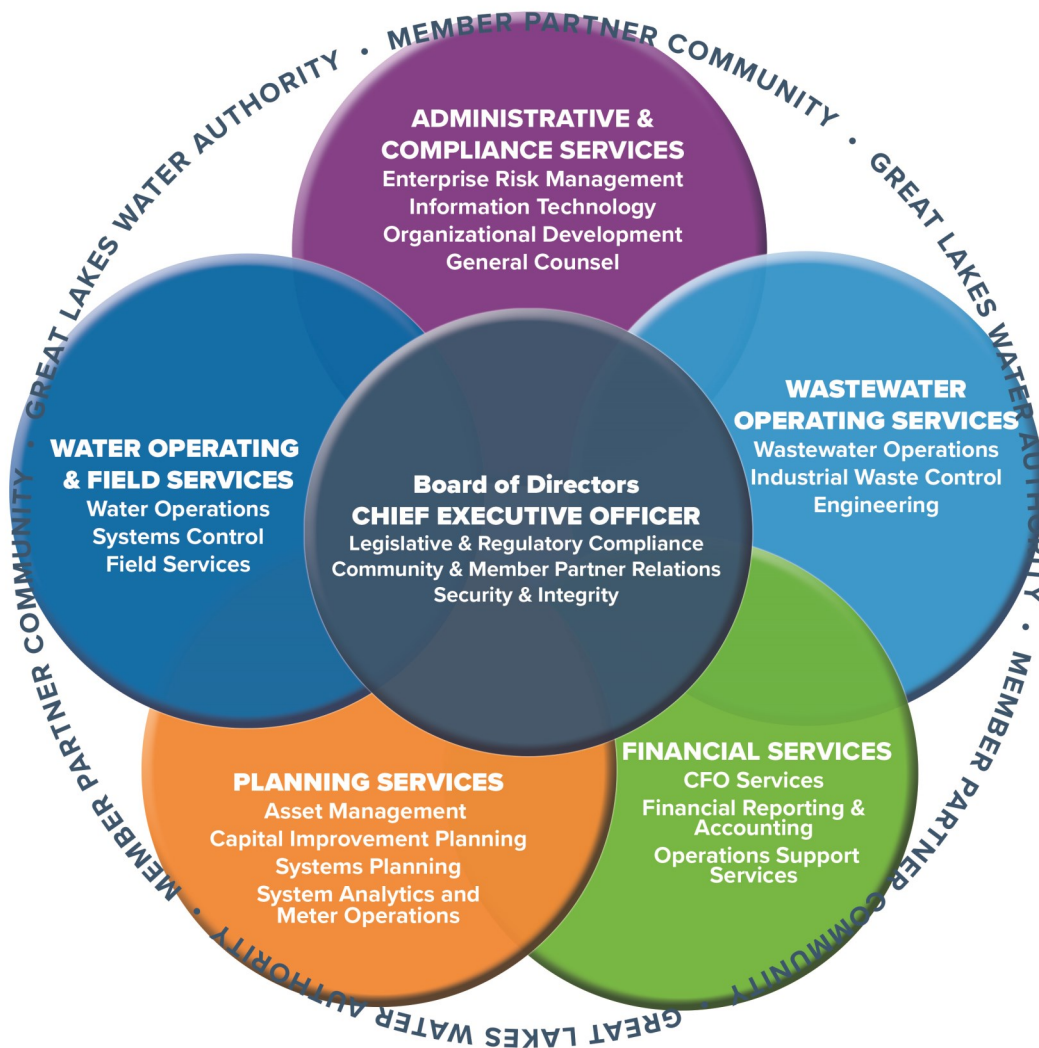 MEMBER PARTNER COMMUNITY • GREAT LAKES WATER AUTHORITY • MEMBER PARTNER COMMUNITY • GREAT LAKES WATER AUTHORITY • MEMBER PARTNER COMMUNITY • GREAT LAKES WATER AUTHORITY •
ADMINISTRATIVE &
COMPLIANCE SERVICES
Enterprise Risk Management
Information Technology
Organizational Development
General Counsel
WASTEWATER
OPERATING SERVICES
Wastewater Operations
Industrial Waste Control
Engineering
WATER OPERATING
& FIELD SERVICES
Water Operations
Systems Control
Field Services
Board of Directors
CHIEF EXECUTIVE OFFICER
Legislative & Regulatory Compliance
Community & Member Partner Relations
Security & Integrity
PLANNING SERVICES
Asset Management
Capital Improvement Planning
Systems Planning
System Analytics and
Meter Operations
FINANCIAL SERVICES
CFO Services
Financial Reporting &
Accounting
Operations Support
Services